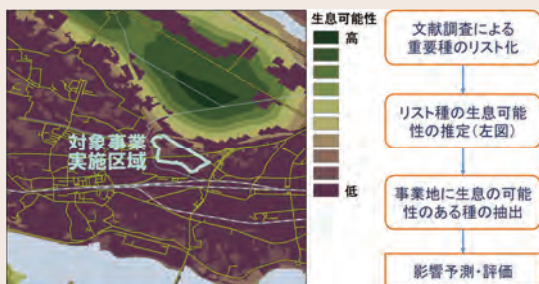 対象事業
実施区域
生息可能性
高
低
文献調査による
重要種のリスト化
リスト種の生息可能
性の推定(左図)
事業地に生息の可能
性のある種の抽出
影響予測・評価